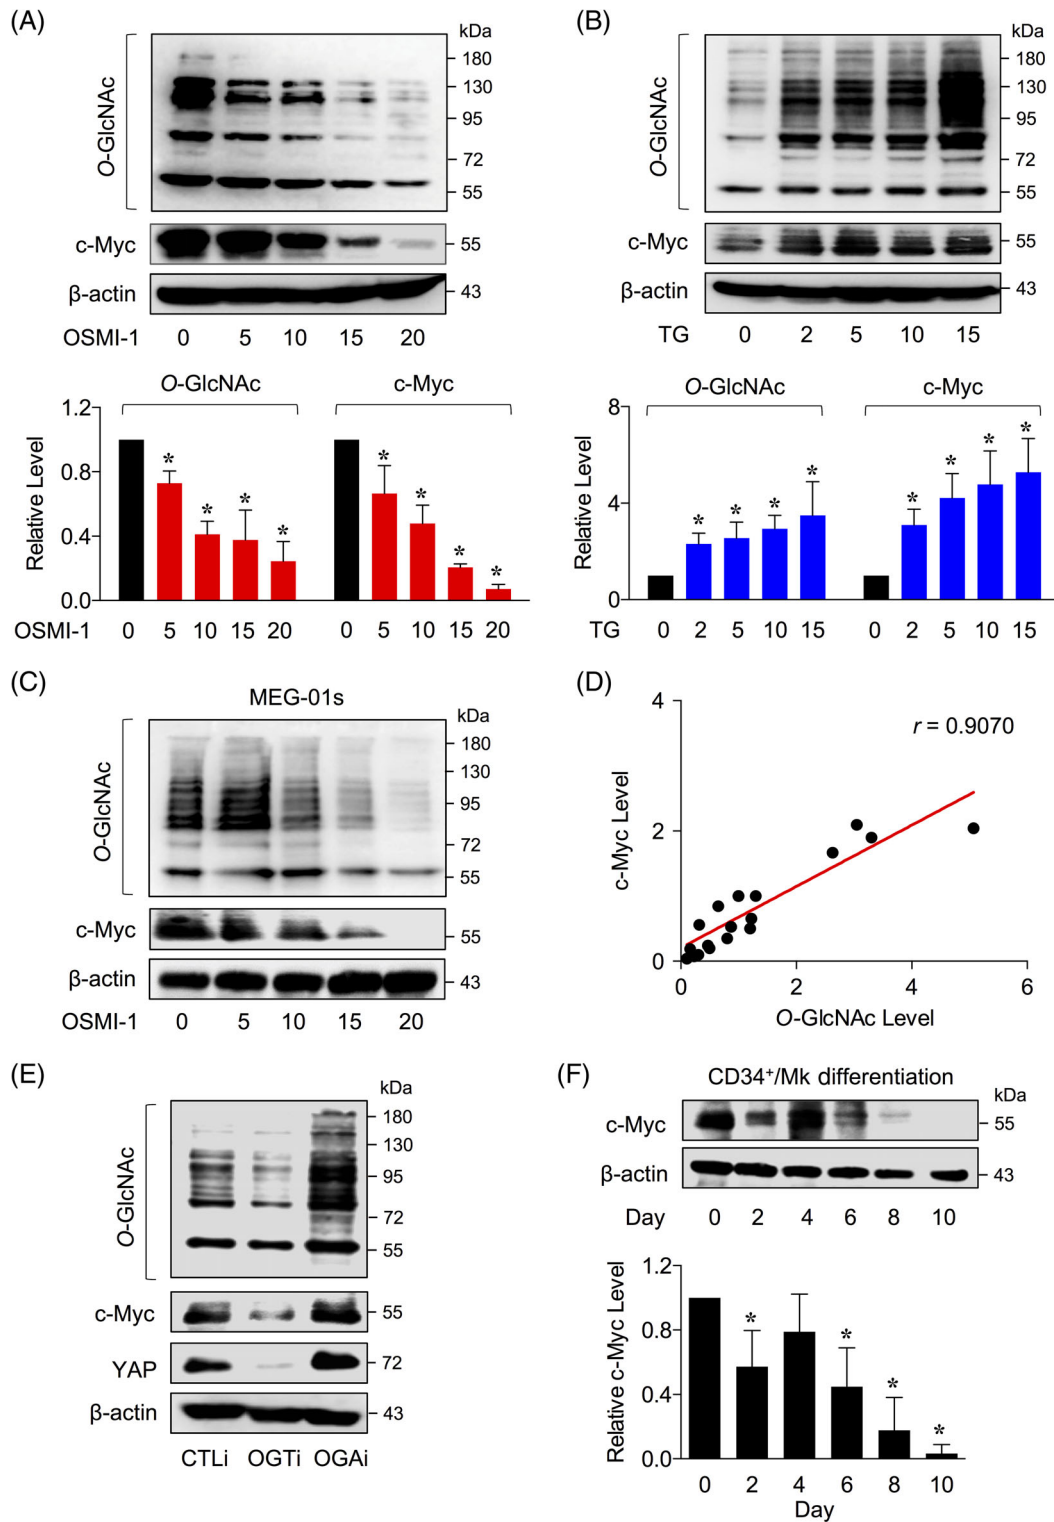 (A)
kDa
O-GlcNAc
180
130
95
72
55
c-Myc
55
β-actin
43
OSMI-1 0 5 10 15 20
O-GlcNAc c-Myc
Relative Level
1.2
0.8
0.4
0.0
* * * * * * * *
OSMI-1 0 5 10 15 20 0 5 10 15 20
(B)
kDa
O-GlcNAc
180
130
95
72
55
c-Myc
55
β-actin
43
TG 0 2 5 10 15
O-GlcNAc c-Myc
Relative Level
8
4
0
* * * * * * * *
TG 0 2 5 10 15 0 2 5 10 15
(C)
MEG-01s
kDa
O-GlcNAc
180
130
95
72
55
c-Myc
55
β-actin
43
OSMI-1 0 5 10 15 20
(D)
r = 0.9070
c-Myc Level
4
2
0
0 2 4 6
O-GlcNAc Level
(E)
kDa
O-GlcNAc
180
130
95
72
55
c-Myc
55
YAP
72
β-actin
43
CTLi OGTi OGAi
(F)
CD34+/Mk differentiation
kDa
c-Myc
55
β-actin
43
Day 0 2 4 6 8 10
Relative c-Myc Level
1.2
0.8
0.4
0.0
* * * *
0 2 4 6 8 10
Day